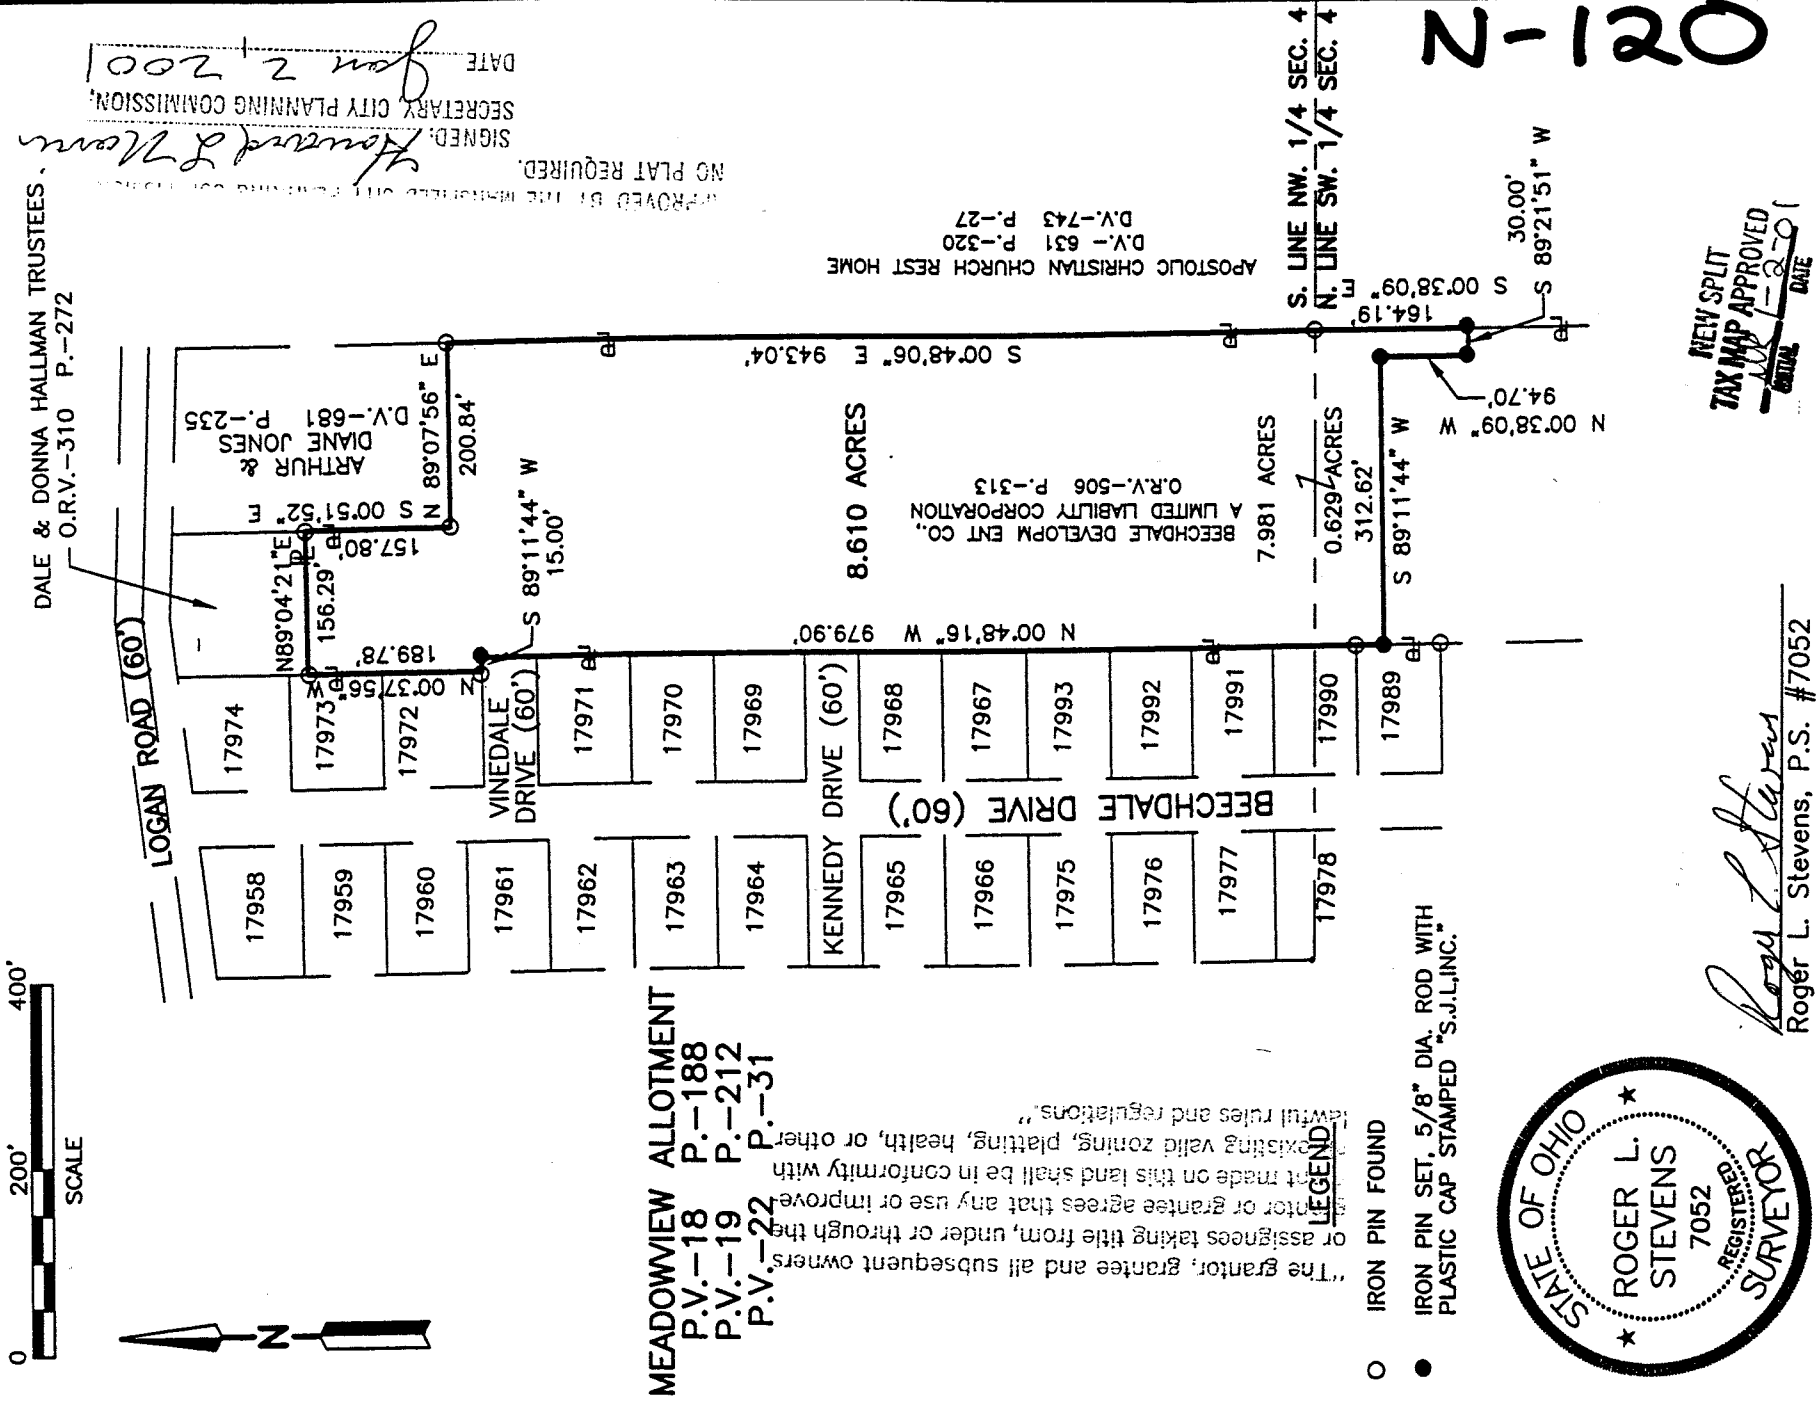 N-120
DATE Jan 2, 2001
SECRETARY, CITY PLANNING COMMISSION,
SIGNED:
NO PLAT REQUIRED.
APPROVED BY THE MANSFIELD CITY PLANNING
DALE & DONNA HALLMAN TRUSTEES.
O.R.V.-310 P.-272
LOGAN ROAD (60')
ARTHUR &
DIANE JONES
D.V.-681 P.-235
N 89°07'56" E
200.84'
S 00°51'52" E
157.80'
N89°04'21"E
156.29'
N 00°37'56" W
189.78'
S 89°11'44" W
15.00'
S 00°48'06" E 943.04'
N 00°48'16" W 979.90'
APOSTOLIC CHRISTIAN CHURCH REST HOME
D.V.- 631 P.-320
D.V.-743 P.-27
S. LINE NW. 1/4 SEC. 4
N. LINE SW. 1/4 SEC. 4
S 00°38'09" E
164.19'
30.00'
S 89°21'51" W
94.70'
N 00°38'09" W
312.62'
S 89°11'44" W
8.610 ACRES
BEECHDALE DEVELOPM ENT CO.,
A LIMITED LIABILITY CORPORATION
O.R.V.-506 P.-313
7.981 ACRES
0.629 ACRES
NEW SPLIT
TAX MAP APPROVED
1-2-01
INITIAL DATE
17974
17973
17972
VINEDALE
DRIVE (60')
17971
17970
17969
KENNEDY DRIVE (60')
17968
17967
17993
17992
17991
17990
17989
BEECHDALE DRIVE (60')
17958
17959
17960
17961
17962
17963
17964
17965
17966
17975
17976
17977
17978
0 200' 400'
SCALE
N
MEADOWVIEW ALLOTMENT
P.V.-18 P.-188
P.V.-19 P.-212
P.V.-22 P.-31
"The grantor, grantee and all subsequent owners
or assignees taking title from, under or through the
grantor or grantee agrees that any use or improve-
ment made on this land shall be in conformity with
existing valid zoning, platting, health, or other
lawful rules and regulations."
LEGEND
IRON PIN FOUND
IRON PIN SET, 5/8" DIA. ROD WITH
PLASTIC CAP STAMPED "S.J.L,INC."
STATE OF OHIO
ROGER L.
STEVENS
7052
REGISTERED
SURVEYOR
Roger L. Stevens
Roger L. Stevens, P.S. #7052